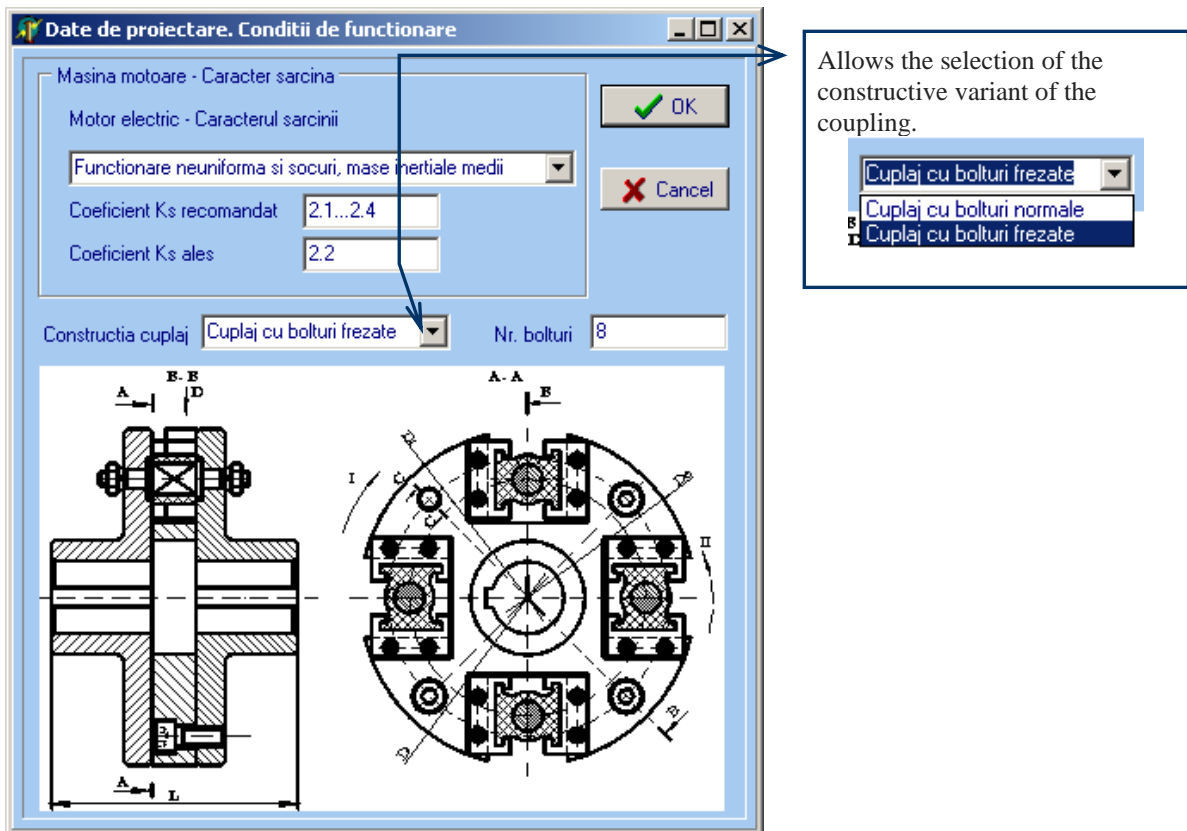 Date de proiectare. Conditii de functionare
Masina motoare - Caracter sarcina
Motor electric - Caracterul sarcinii
Functionare neuniforma si socuri, mase inertiale medii
Coeficient Ks recomandat 2.1...2.4
Coeficient Ks ales 2.2
OK
Cancel
Constructia cuplaj Cuplaj cu bolturi frezate Nr. bolturi 8
B-B
A D
A
L
A-A
B
I
II
C
C
B
D
Allows the selection of the
constructive variant of the
coupling.
Cuplaj cu bolturi frezate
Cuplaj cu bolturi normale
Cuplaj cu bolturi frezate